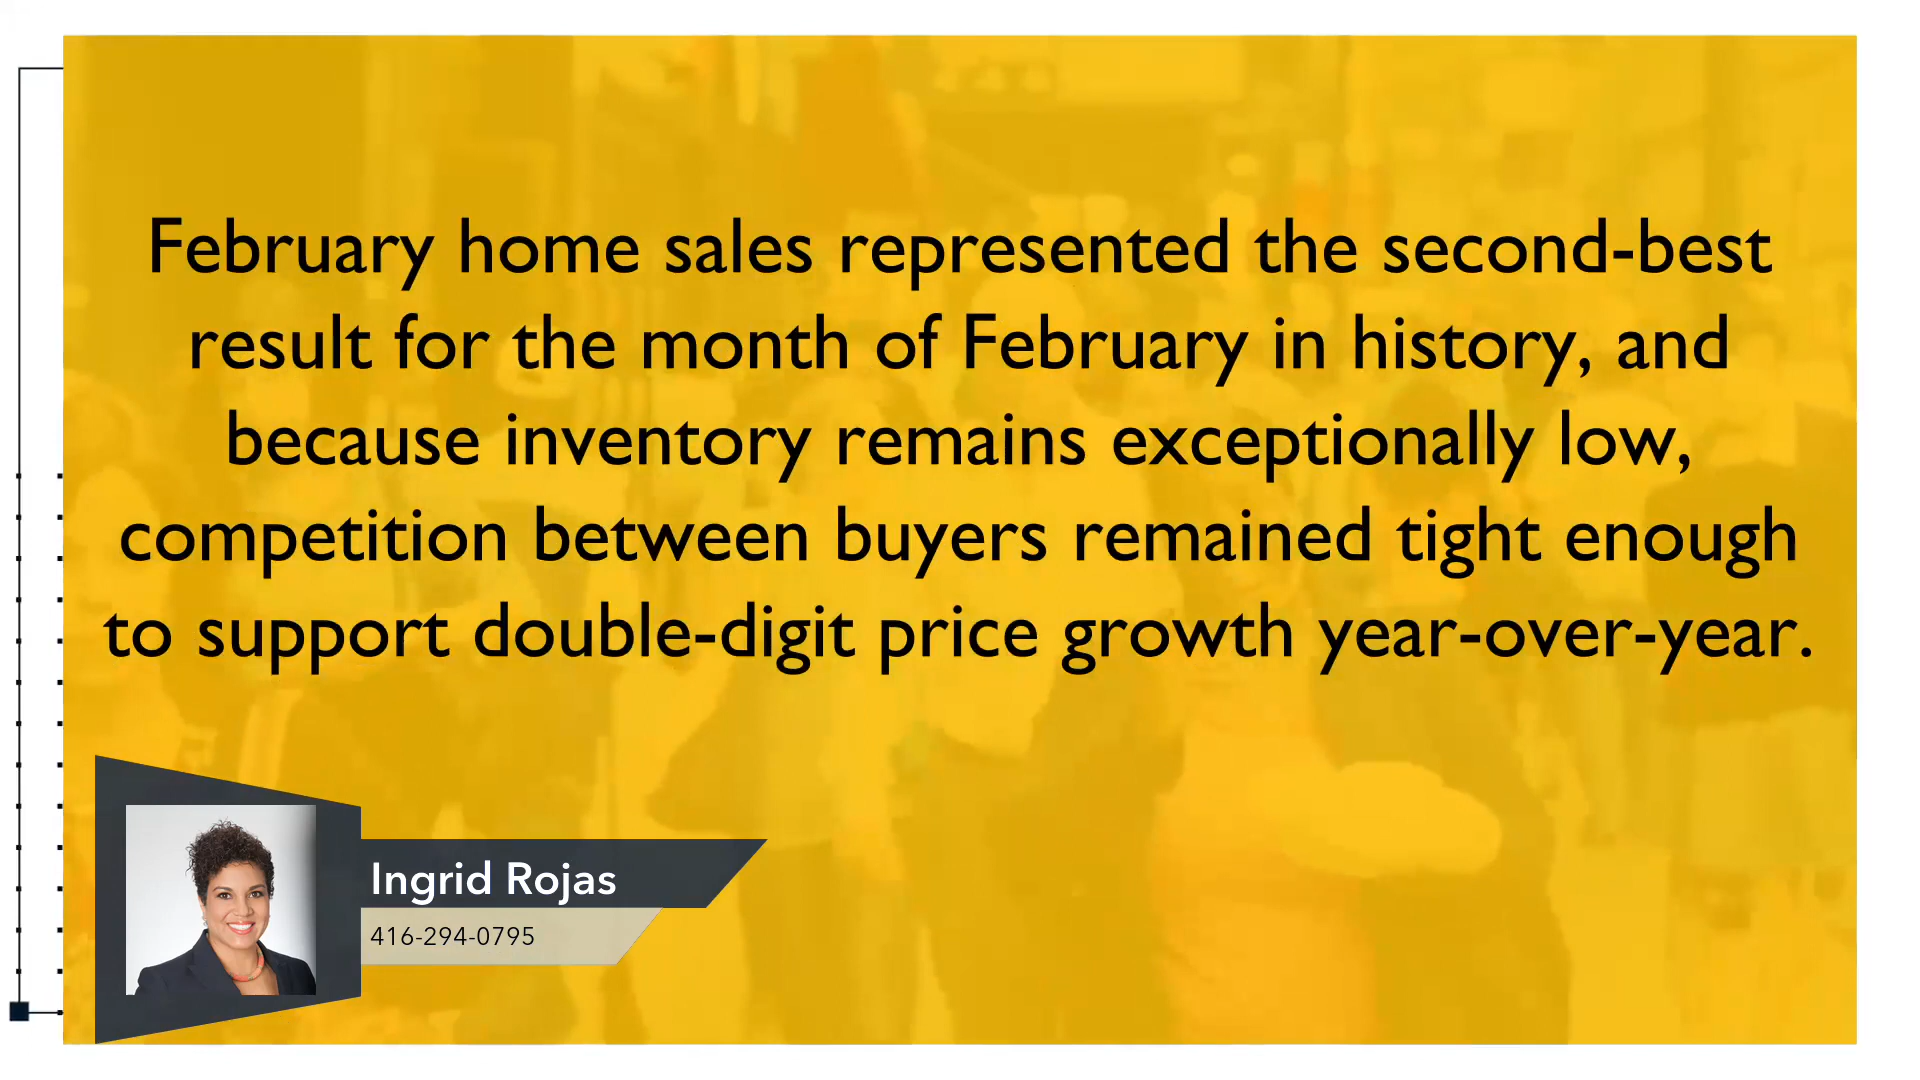 February home sales represented the second-best
result for the month of February in history, and
because inventory remains exceptionally low,
competition between buyers remained tight enough
to support double-digit price growth year-over-year.
Ingrid Rojas
416-294-0795